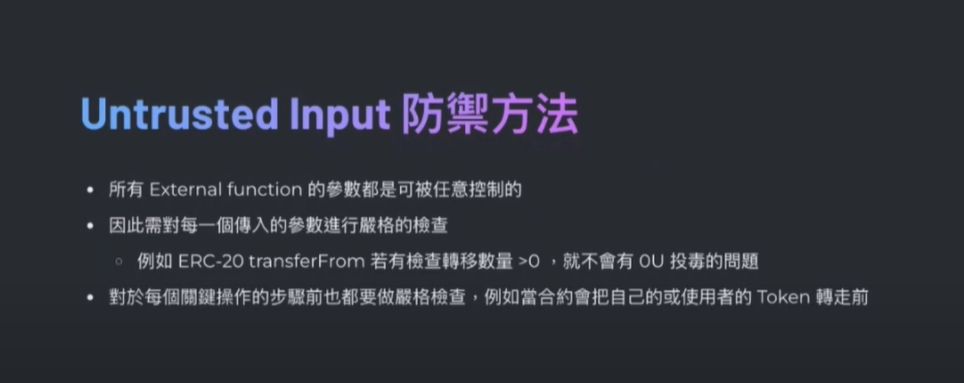 Untrusted Input 防禦方法
• 所有 External function 的參數都是可被任意控制的
• 因此需對每一個傳入的參數進行嚴格的檢查
◦ 例如 ERC-20 transferFrom 若有檢查轉移數量 >0 ，就不會有 0U 投毒的問題
• 對於每個關鍵操作的步驟前也都要做嚴格檢查，例如當合約會把自己的或使用者的 Token 轉走前